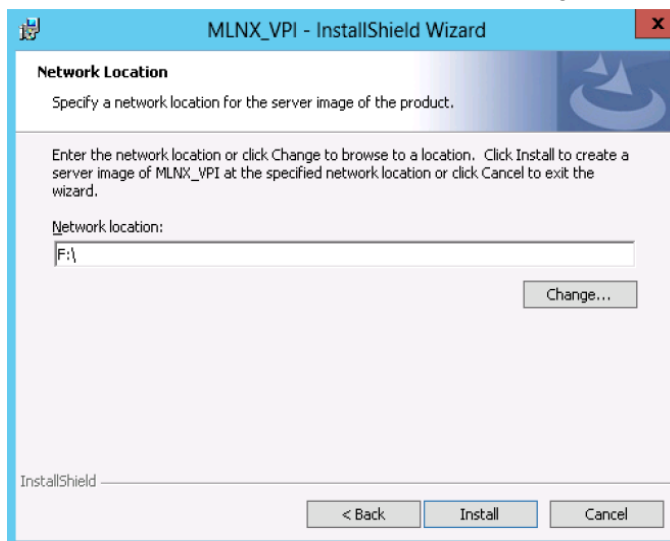 MLNX_VPI - InstallShield Wizard
x
Network Location
Specify a network location for the server image of the product.
Enter the network location or click Change to browse to a location. Click Install to create a
server image of MLNX_VPI at the specified network location or click Cancel to exit the
wizard.
Network location:
F:\
Change...
InstallShield
< Back Install Cancel